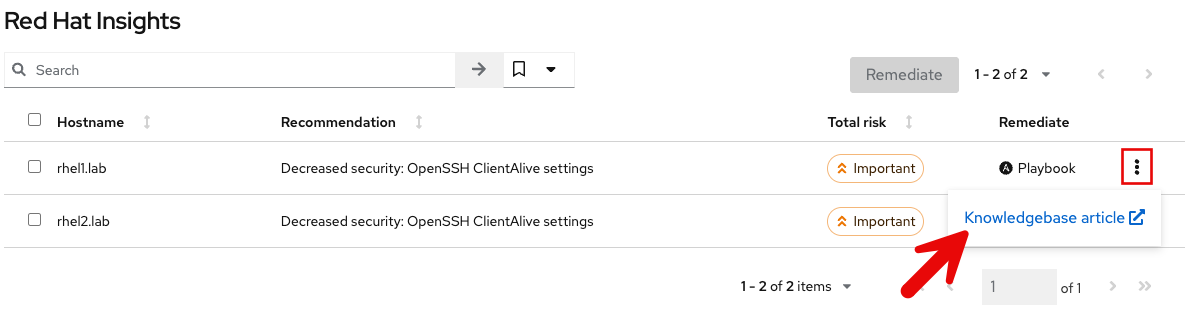 Red Hat Insights
Search
Remediate 1 - 2 of 2
Hostname Recommendation Total risk Remediate
rhel1.lab Decreased security: OpenSSH ClientAlive settings Important Playbook
rhel2.lab Decreased security: OpenSSH ClientAlive settings Important
Knowledgebase article
1 - 2 of 2 items 1 of 1